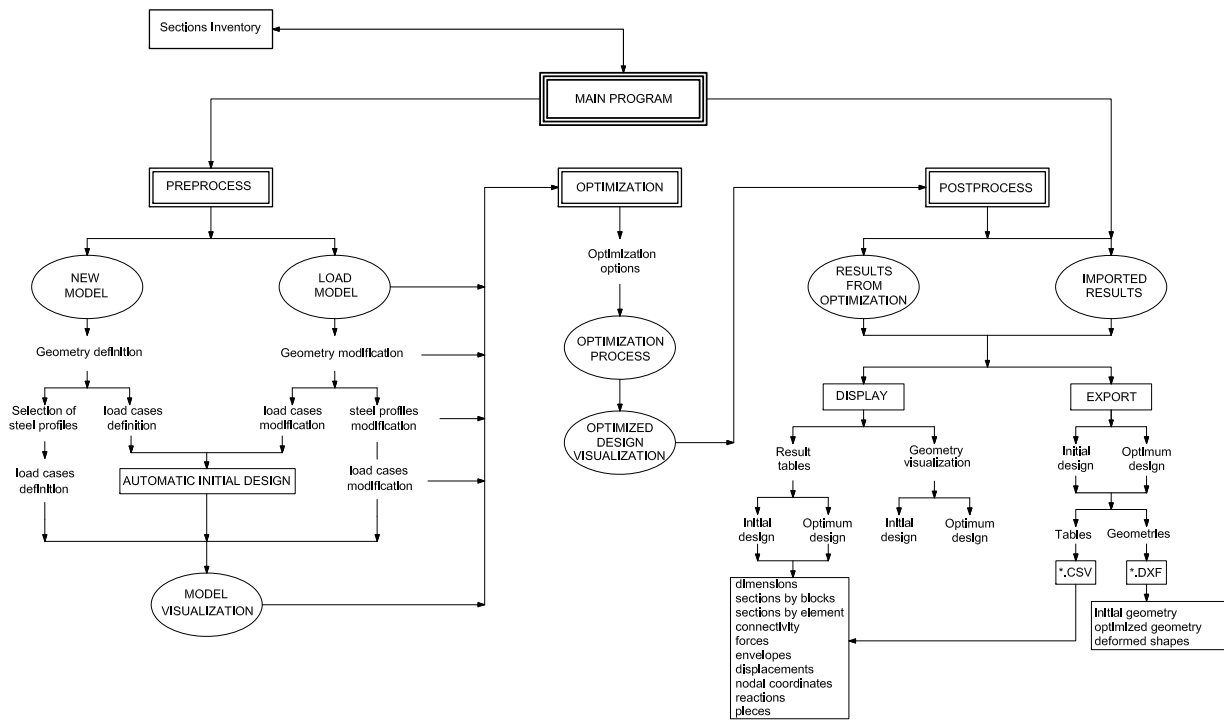 Sections Inventory
MAIN PROGRAM
PREPROCESS
OPTIMIZATION
POSTPROCESS
NEW
MODEL
LOAD
MODEL
Geometry definition
Geometry modification
Selection of
steel profiles
load cases
definition
load cases
modification
steel profiles
modification
load cases
definition
AUTOMATIC INITIAL DESIGN
load cases
modification
MODEL
VISUALIZATION
Optimization
options
OPTIMIZATION
PROCESS
OPTIMIZED
DESIGN
VISUALIZATION
RESULTS
FROM
OPTIMIZATION
IMPORTED
RESULTS
DISPLAY
EXPORT
Result
tables
Geometry
visualization
Initial
design
Optimum
design
Initial
design
Optimum
design
Initial
design
Optimum
design
Tables
Geometries
*.CSV
*.DXF
dimensions
sections by blocks
sections by element
connectivity
forces
envelopes
displacements
nodal coordinates
reactions
pieces
Initial geometry
optimized geometry
deformed shapes